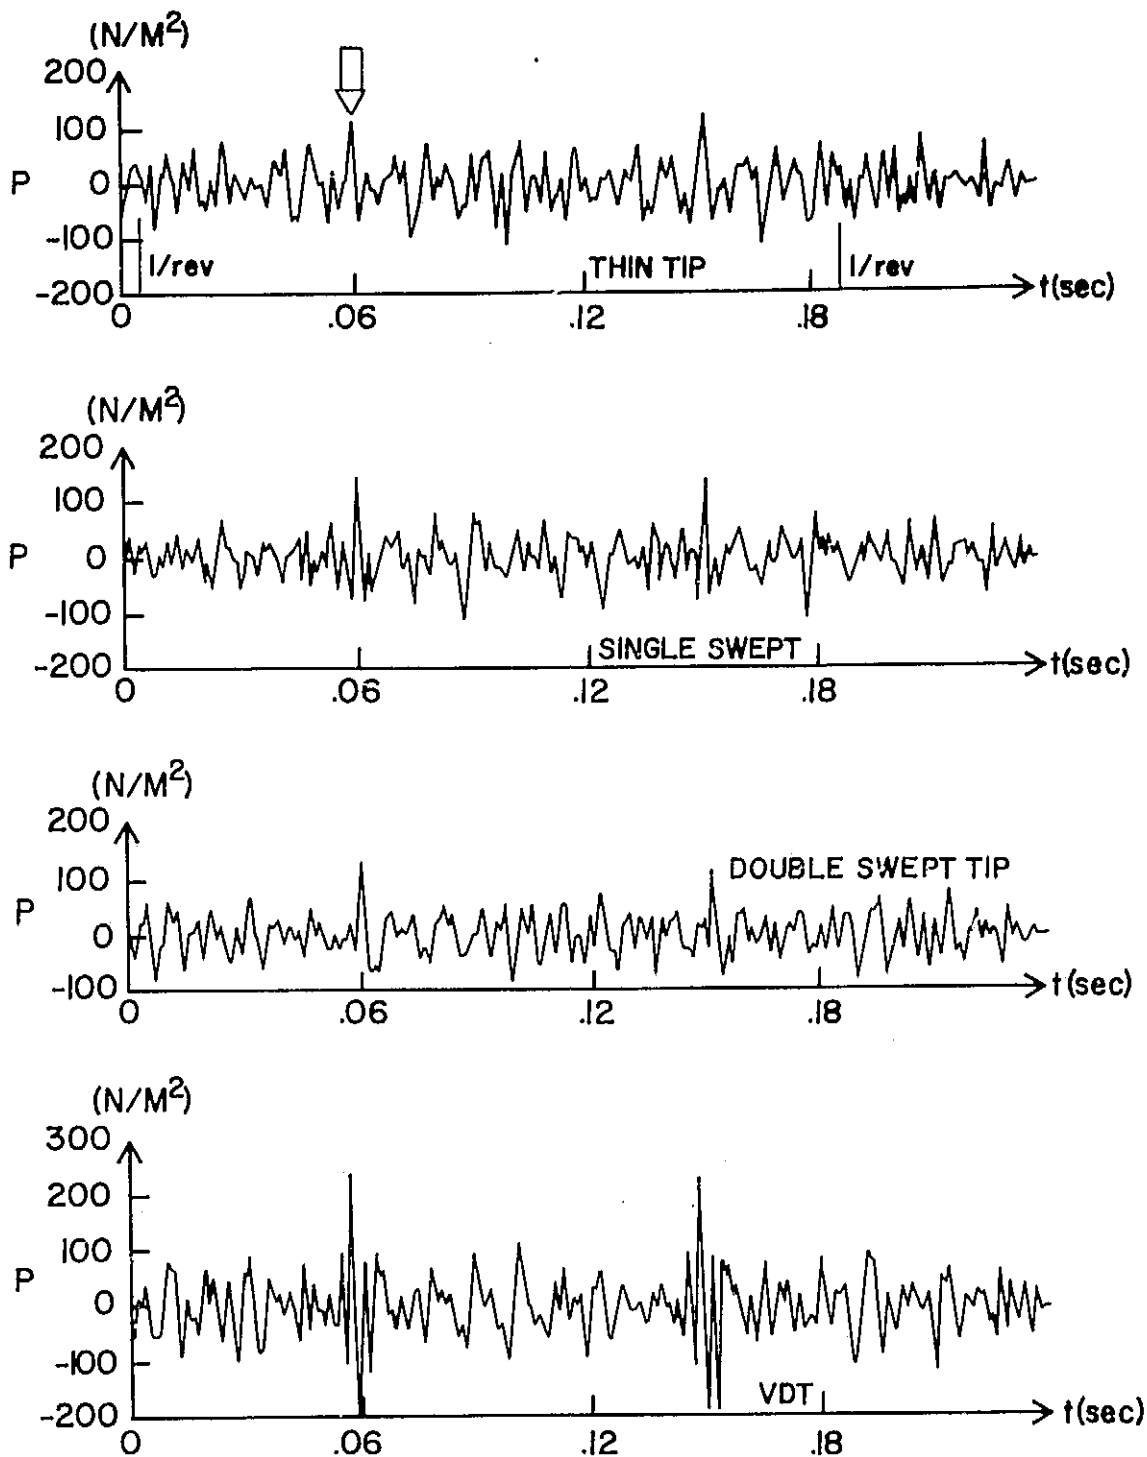 (N/M²)
200
100
P 0
-100
1/rev THIN TIP 1/rev
-200 t(sec)
0 .06 .12 .18
(N/M²)
200
100
P 0
-100
SINGLE SWEPT
-200 t(sec)
0 .06 .12 .18
(N/M²)
200
DOUBLE SWEPT TIP
100
P 0
-100 t(sec)
0 .06 .12 .18
(N/M²)
300
200
100
P 0
-100
VDT
-200 t(sec)
0 .06 .12 .18